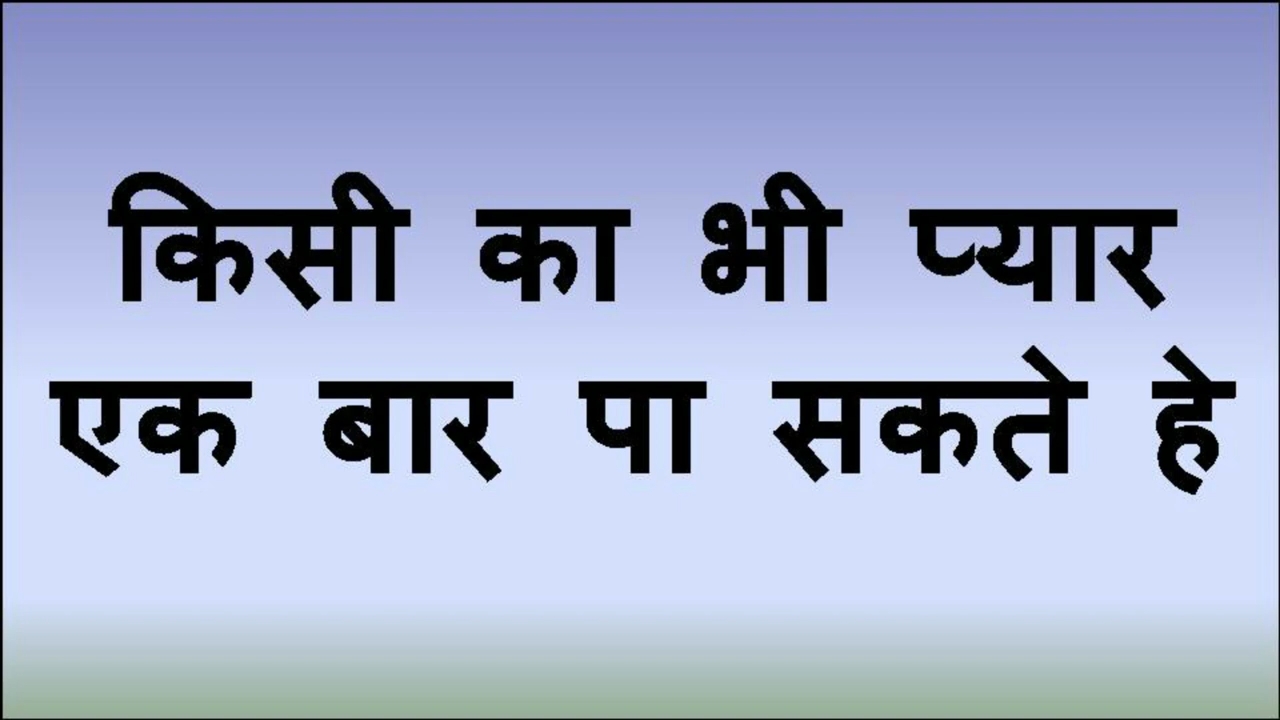 किसी का भी प्यार
एक बार पा सकते हे